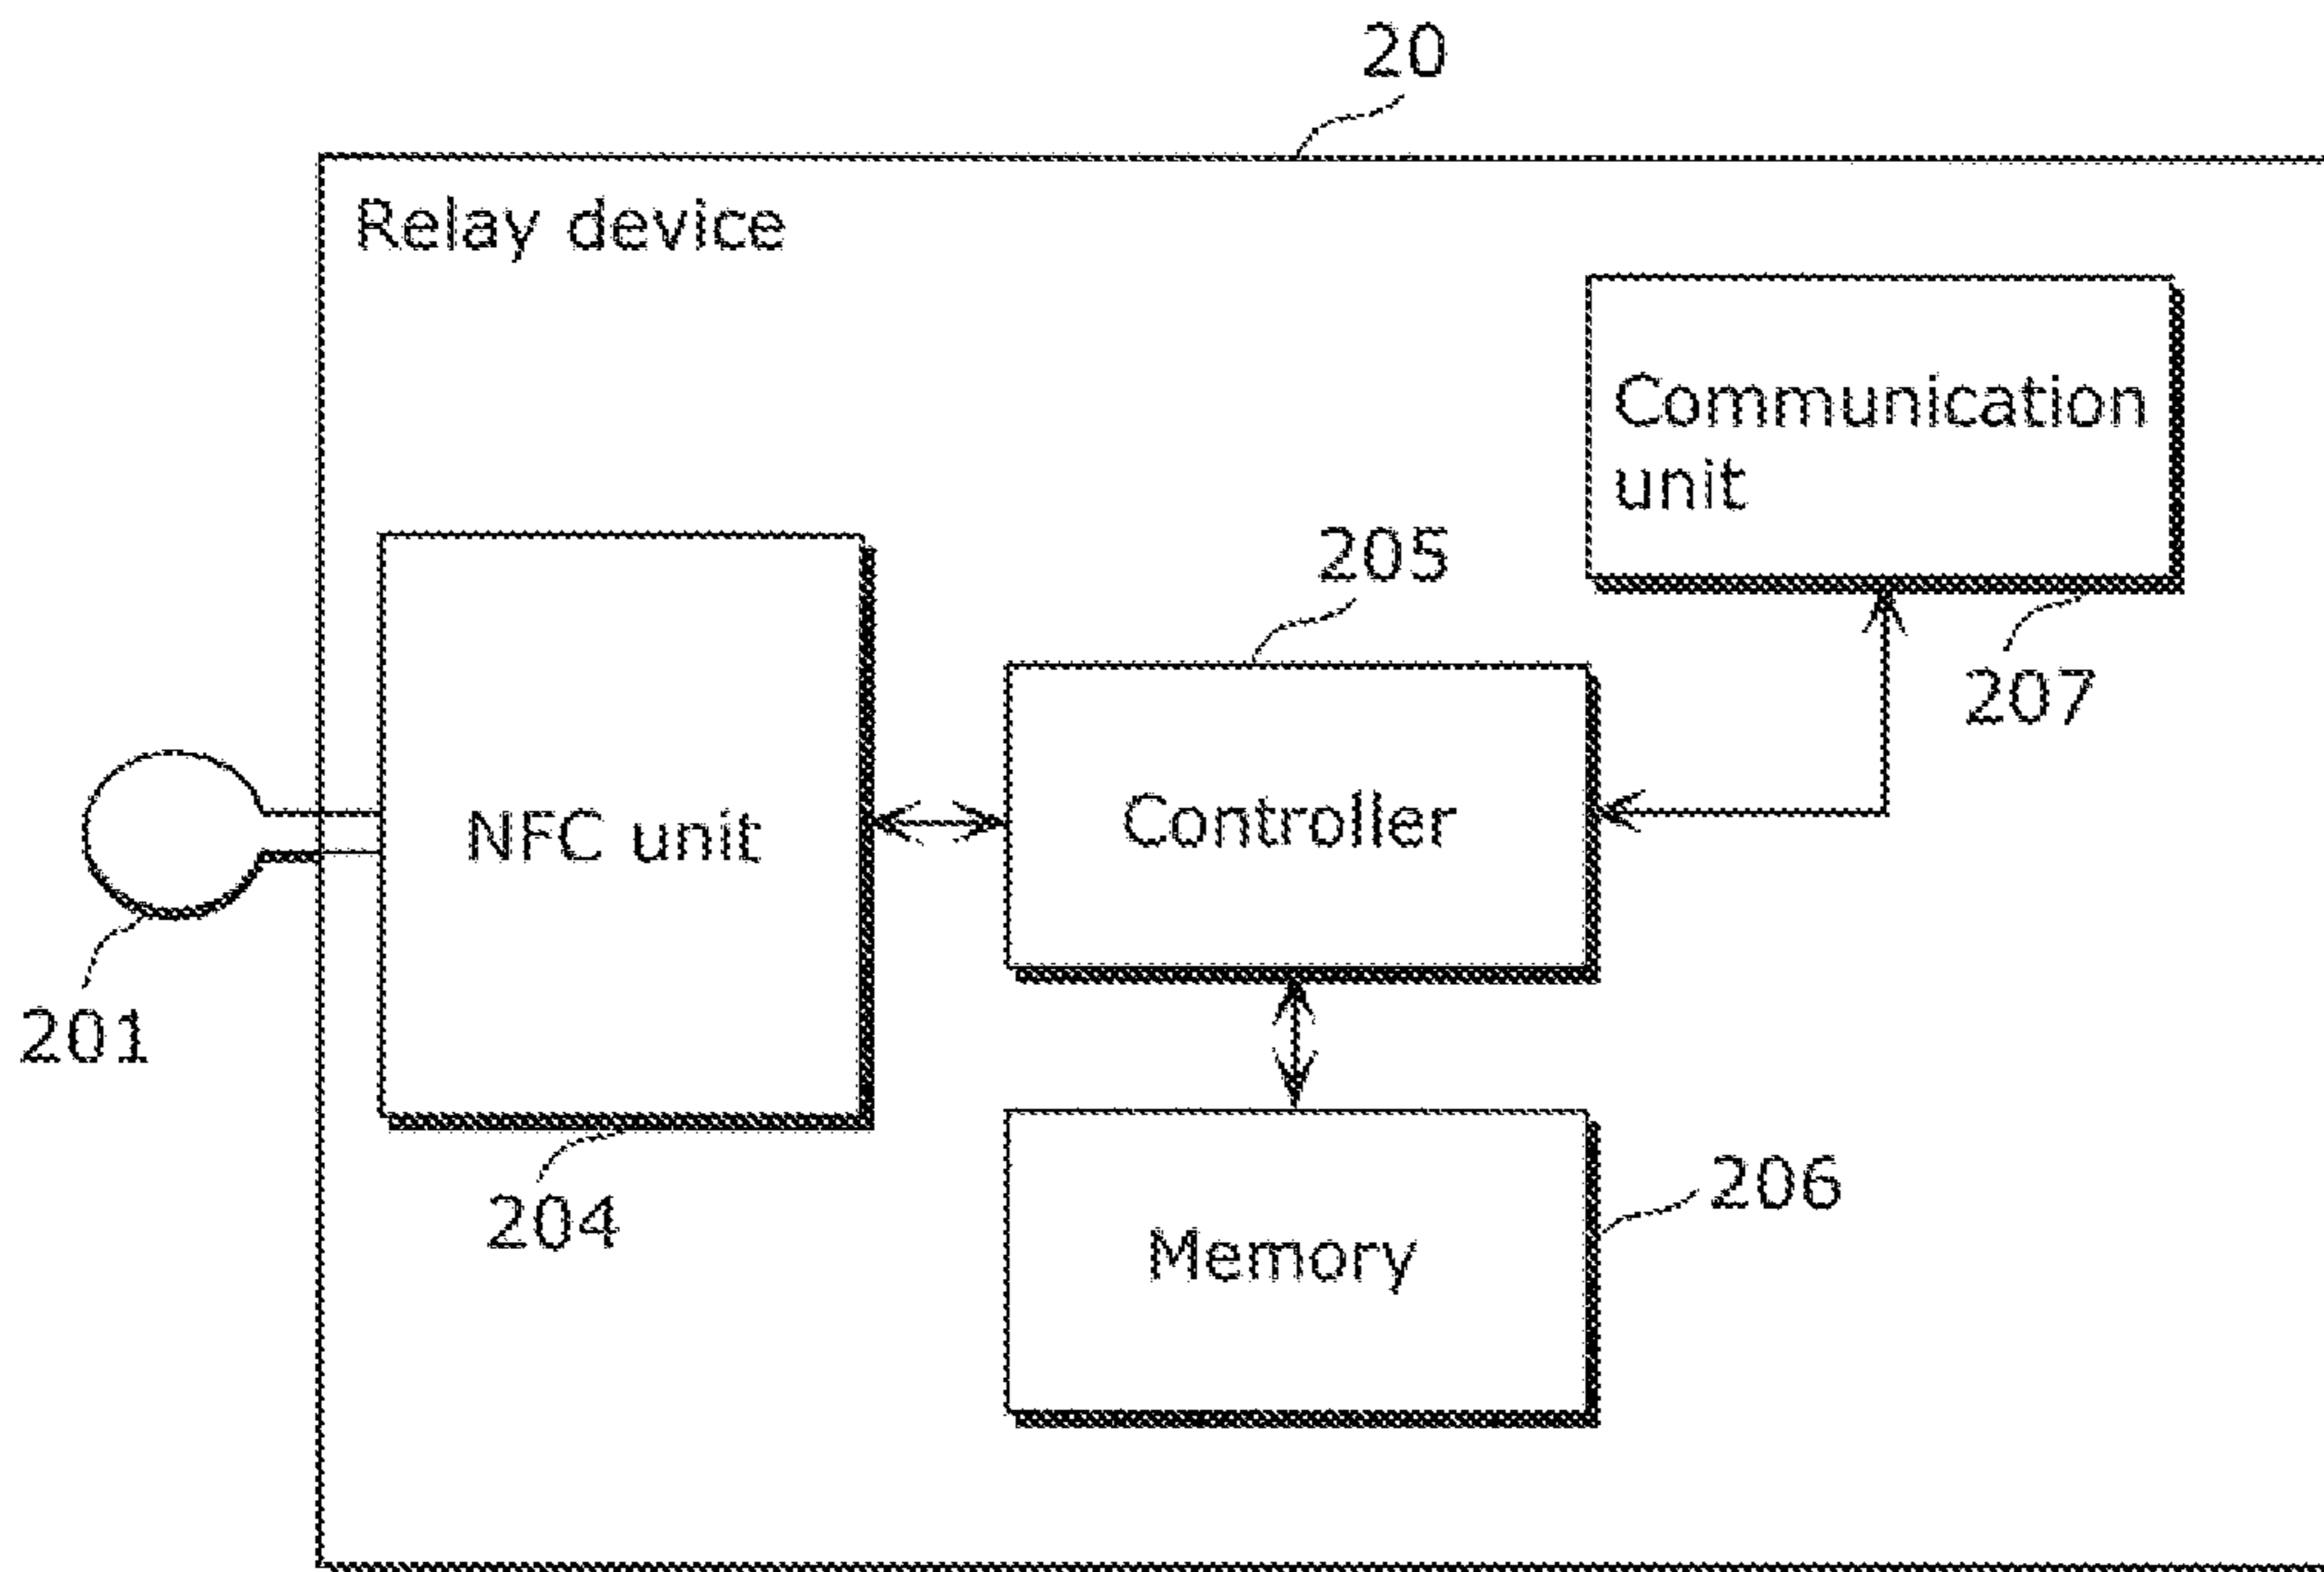 20
Relay device
Communication
unit
205
207
NFC unit
Controller
201
204
206
Memory